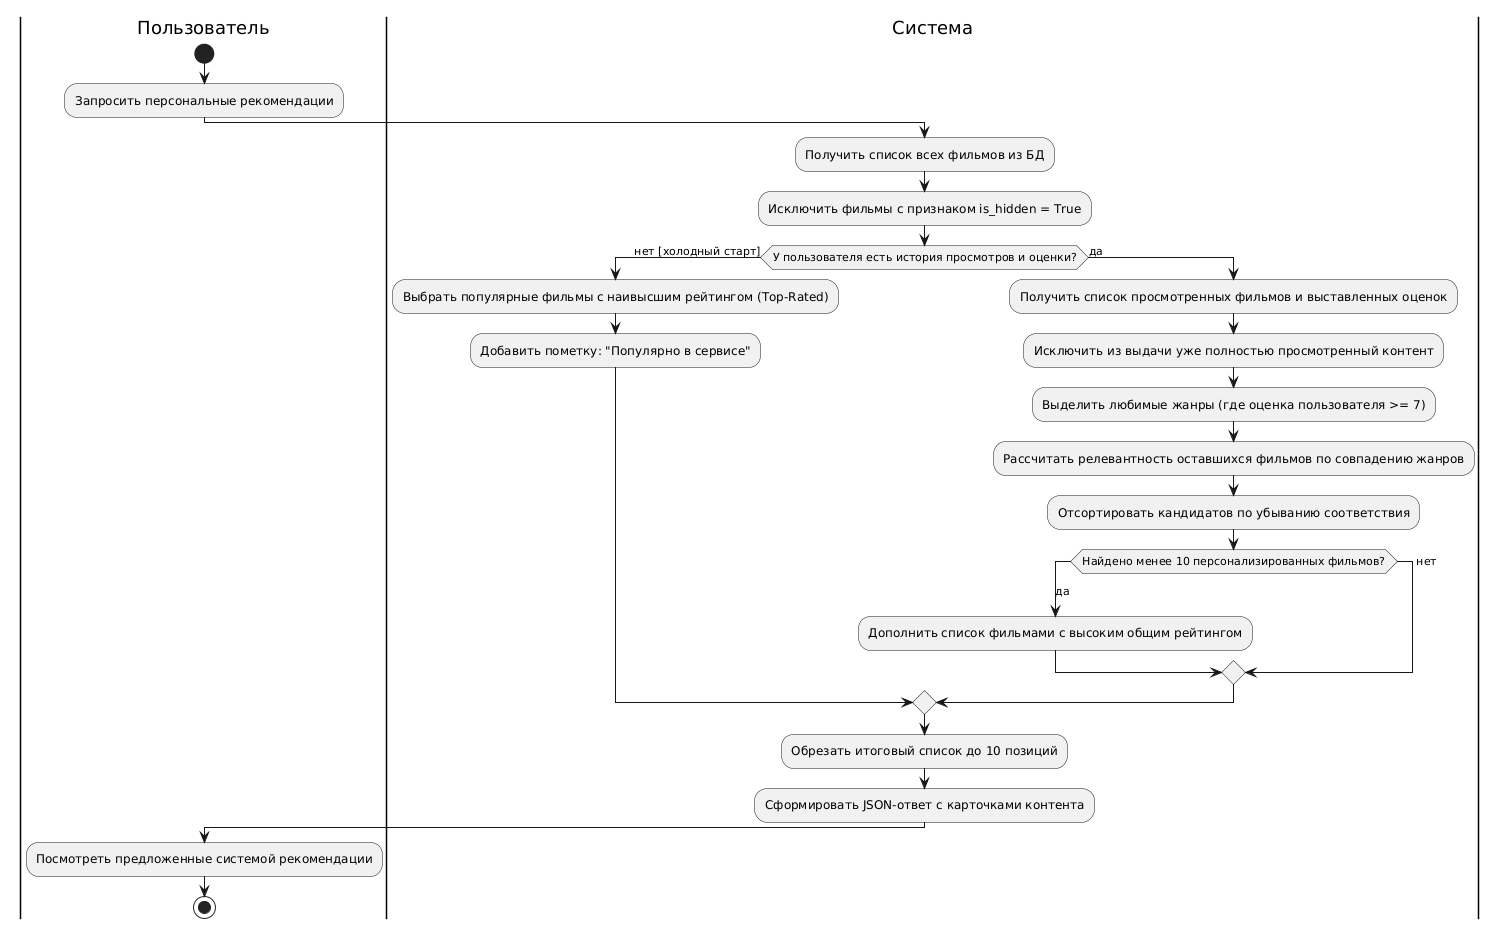 Пользователь
Система
Запросить персональные рекомендации
Получить список всех фильмов из БД
Исключить фильмы с признаком is_hidden = True
нет [холодный старт]
У пользователя есть история просмотров и оценки?
да
Выбрать популярные фильмы с наивысшим рейтингом (Top-Rated)
Получить список просмотренных фильмов и выставленных оценок
Добавить пометку: "Популярно в сервисе"
Исключить из выдачи уже полностью просмотренный контент
Выделить любимые жанры (где оценка пользователя >= 7)
Рассчитать релевантность оставшихся фильмов по совпадению жанров
Отсортировать кандидатов по убыванию соответствия
Найдено менее 10 персонализированных фильмов?
нет
да
Дополнить список фильмами с высоким общим рейтингом
Обрезать итоговый список до 10 позиций
Сформировать JSON-ответ с карточками контента
Посмотреть предложенные системой рекомендации